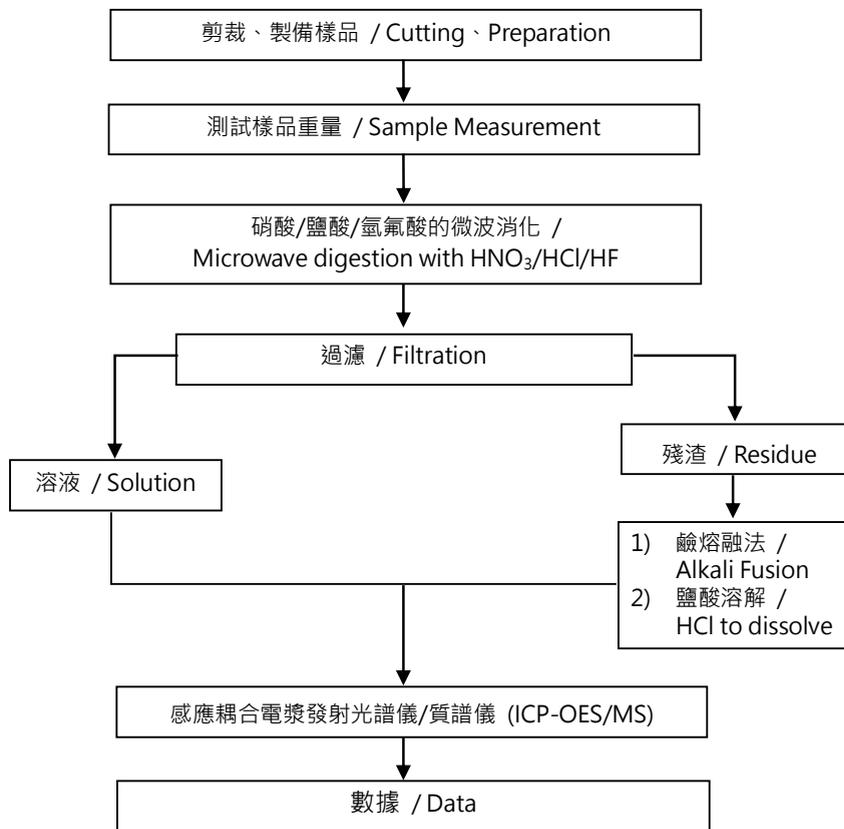 剪裁、製備樣品 / Cutting、Preparation
測試樣品重量 / Sample Measurement
硝酸/鹽酸/氫氟酸的微波消化 /
Microwave digestion with HNO₃/HCl/HF
過濾 / Filtration
溶液 / Solution
殘渣 / Residue
1) 鹼熔融法 /
Alkali Fusion
2) 鹽酸溶解 /
HCl to dissolve
感應耦合電漿發射光譜儀/質譜儀 (ICP-OES/MS)
數據 / Data